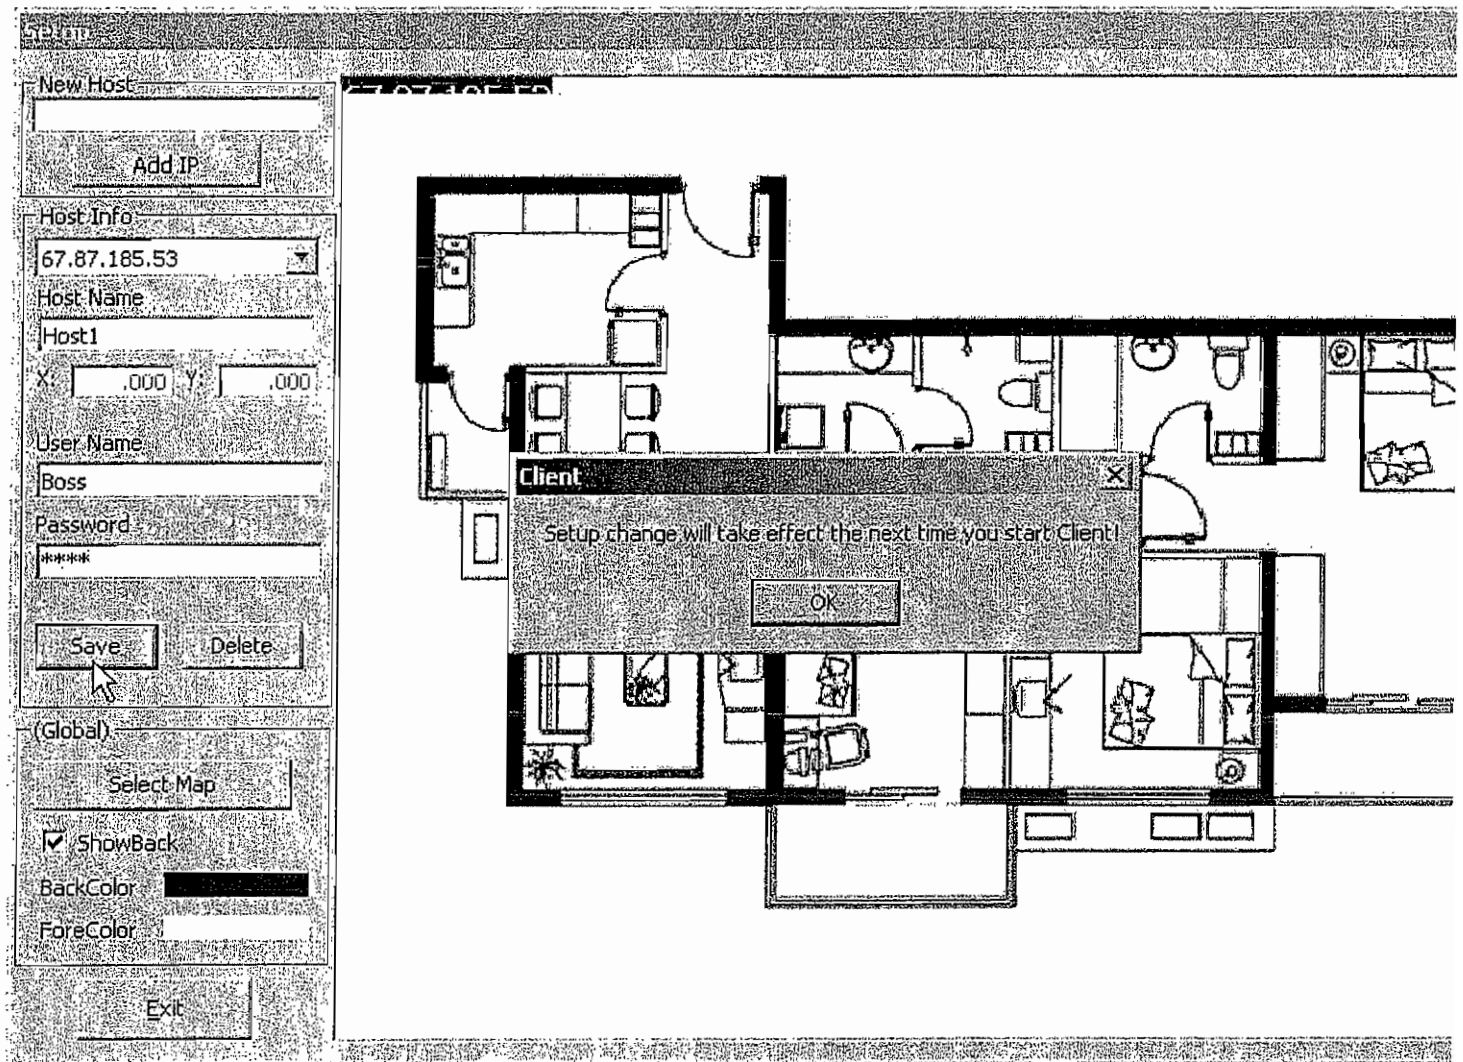 New Host
Add IP
Host Info
67.87.185.53
Host Name
Host1
X: .000 Y: .000
User Name
Boss
Password
****
Save Delete
(Global)
Select Map
ShowBack
BackColor
ForeColor
Exit
Client
Setup change will take effect the next time you start Client!
OK